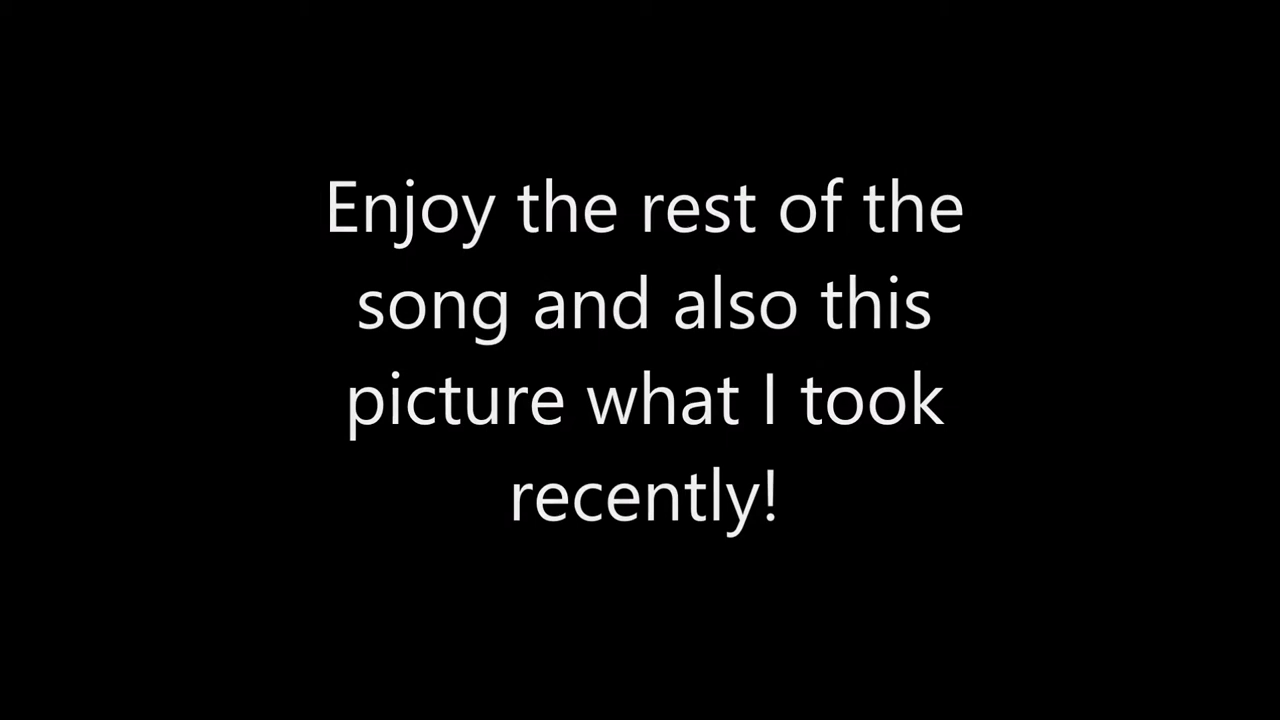 Enjoy the rest of the
song and also this
picture what I took
recently!